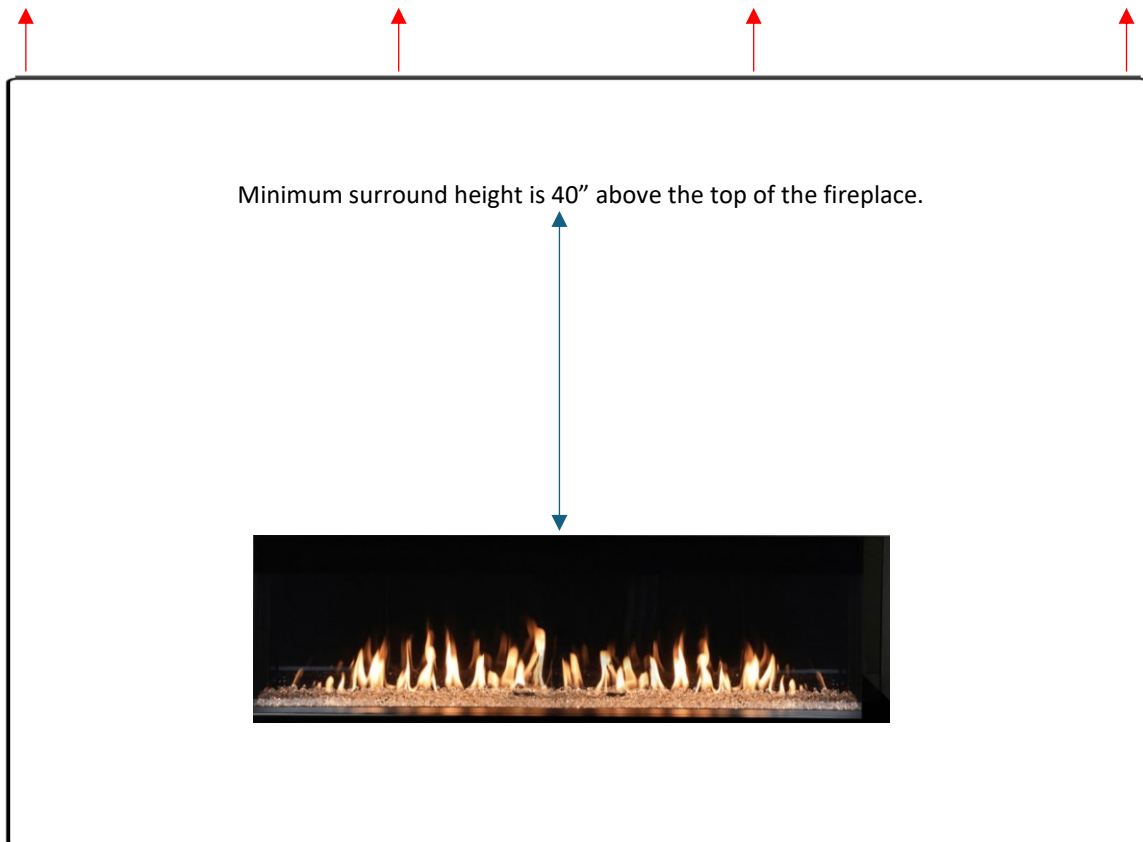 Minimum surround height is 40” above the top of the fireplace.